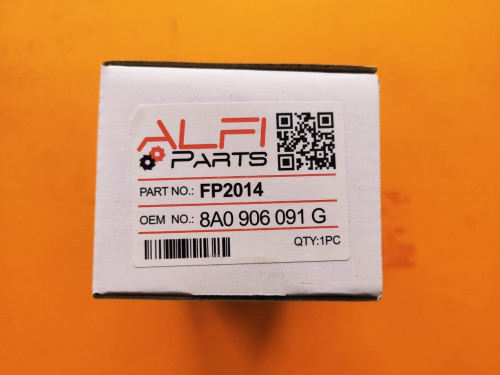 ALFI
PARTS
PART NO.: FP2014
OEM NO.: 8A0 906 091 G
QTY:1PC